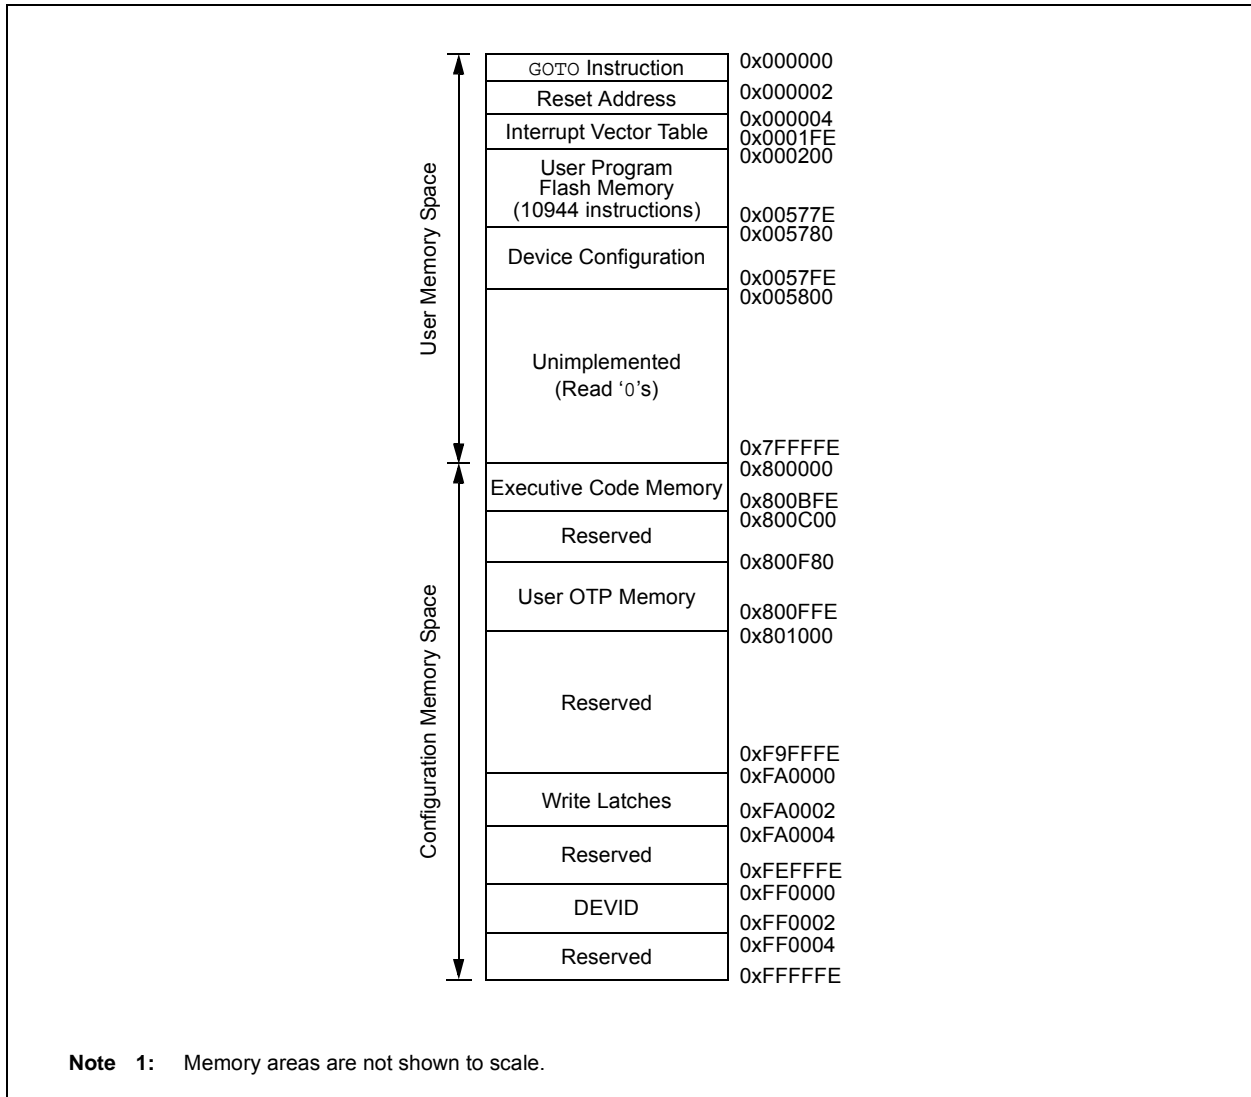 GOTO Instruction
0x000000
Reset Address
0x000002
Interrupt Vector Table
0x000004
0x0001FE
User Program
Flash Memory
(10944 instructions)
0x000200
0x00577E
Device Configuration
0x005780
0x0057FE
Unimplemented
(Read ‘0’s)
0x005800
0x7FFFFE
User Memory Space
Executive Code Memory
0x800000
0x800BFE
Reserved
0x800C00
User OTP Memory
0x800F80
0x800FFE
Reserved
0x801000
0xF9FFFE
Write Latches
0xFA0000
0xFA0002
Reserved
0xFA0004
0xFEFFFE
DEVID
0xFF0000
0xFF0002
Reserved
0xFF0004
0xFFFFFE
Configuration Memory Space
Note 1: Memory areas are not shown to scale.